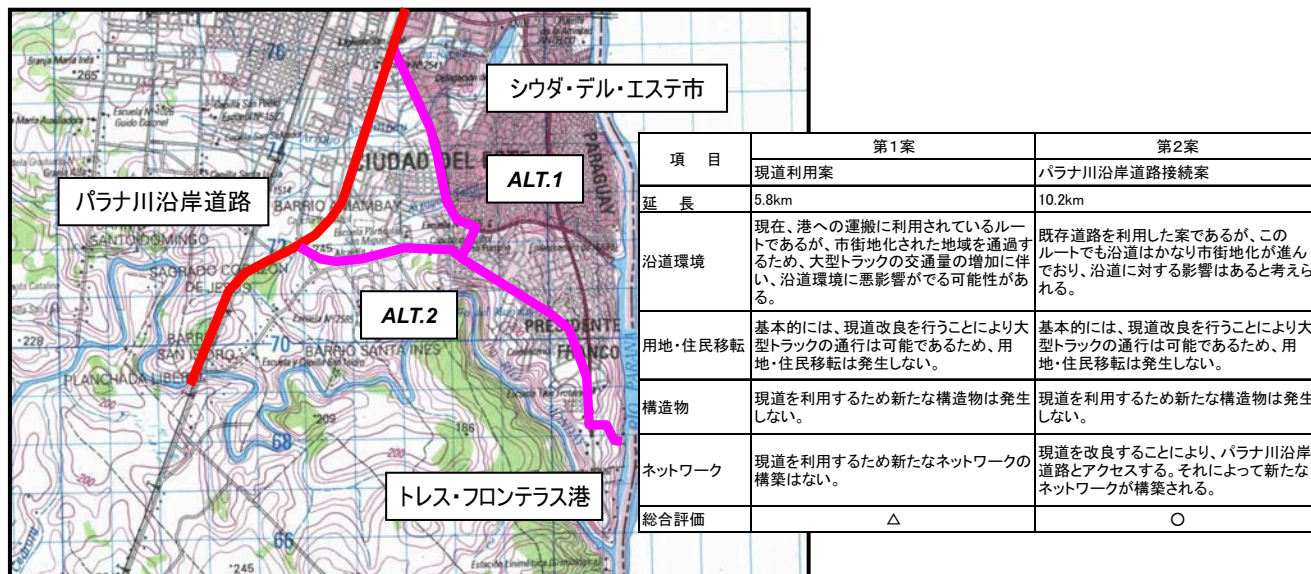 シウダ・デル・エステ市
パラナ川沿岸道路
ALT.1
ALT.2
トレス・フロンテラス港
CIUDAD DEL
PARAGUAY
BARRIO AMAMBAY
SANTO DOMINGO
SAGRADO CORAZON
DE JESUS
BARRIO SANTA INES
PLANCHADA
PRESIDENTE
FRANCO
SAN ISIDRO
76
74
72
70
68
66
265
245
228
209
186
200
245
項 目
第1案
第2案
現道利用案
パラナ川沿岸道路接続案
延 長
5.8km
10.2km
沿道環境
現在、港への運搬に利用されているルー
トであるが、市街地化された地域を通過す
るため、大型トラックの交通量の増加に伴
い、沿道環境に悪影響がでる可能性があ
る。
既存道路を利用した案であるが、この
ルートでも沿道はかなり市街地化が進ん
でおり、沿道に対する影響はあると考えら
れる。
用地・住民移転
基本的には、現道改良を行うことにより大
型トラックの通行は可能であるため、用
地・住民移転は発生しない。
基本的には、現道改良を行うことにより大
型トラックの通行は可能であるため、用
地・住民移転は発生しない。
構造物
現道を利用するため新たな構造物は発生
しない。
現道を利用するため新たな構造物は発生
しない。
ネットワーク
現道を利用するため新たなネットワークの
構築はない。
現道を改良することにより、パラナ川沿岸
道路とアクセスする。それによって新たな
ネットワークが構築される。
総合評価
△
○